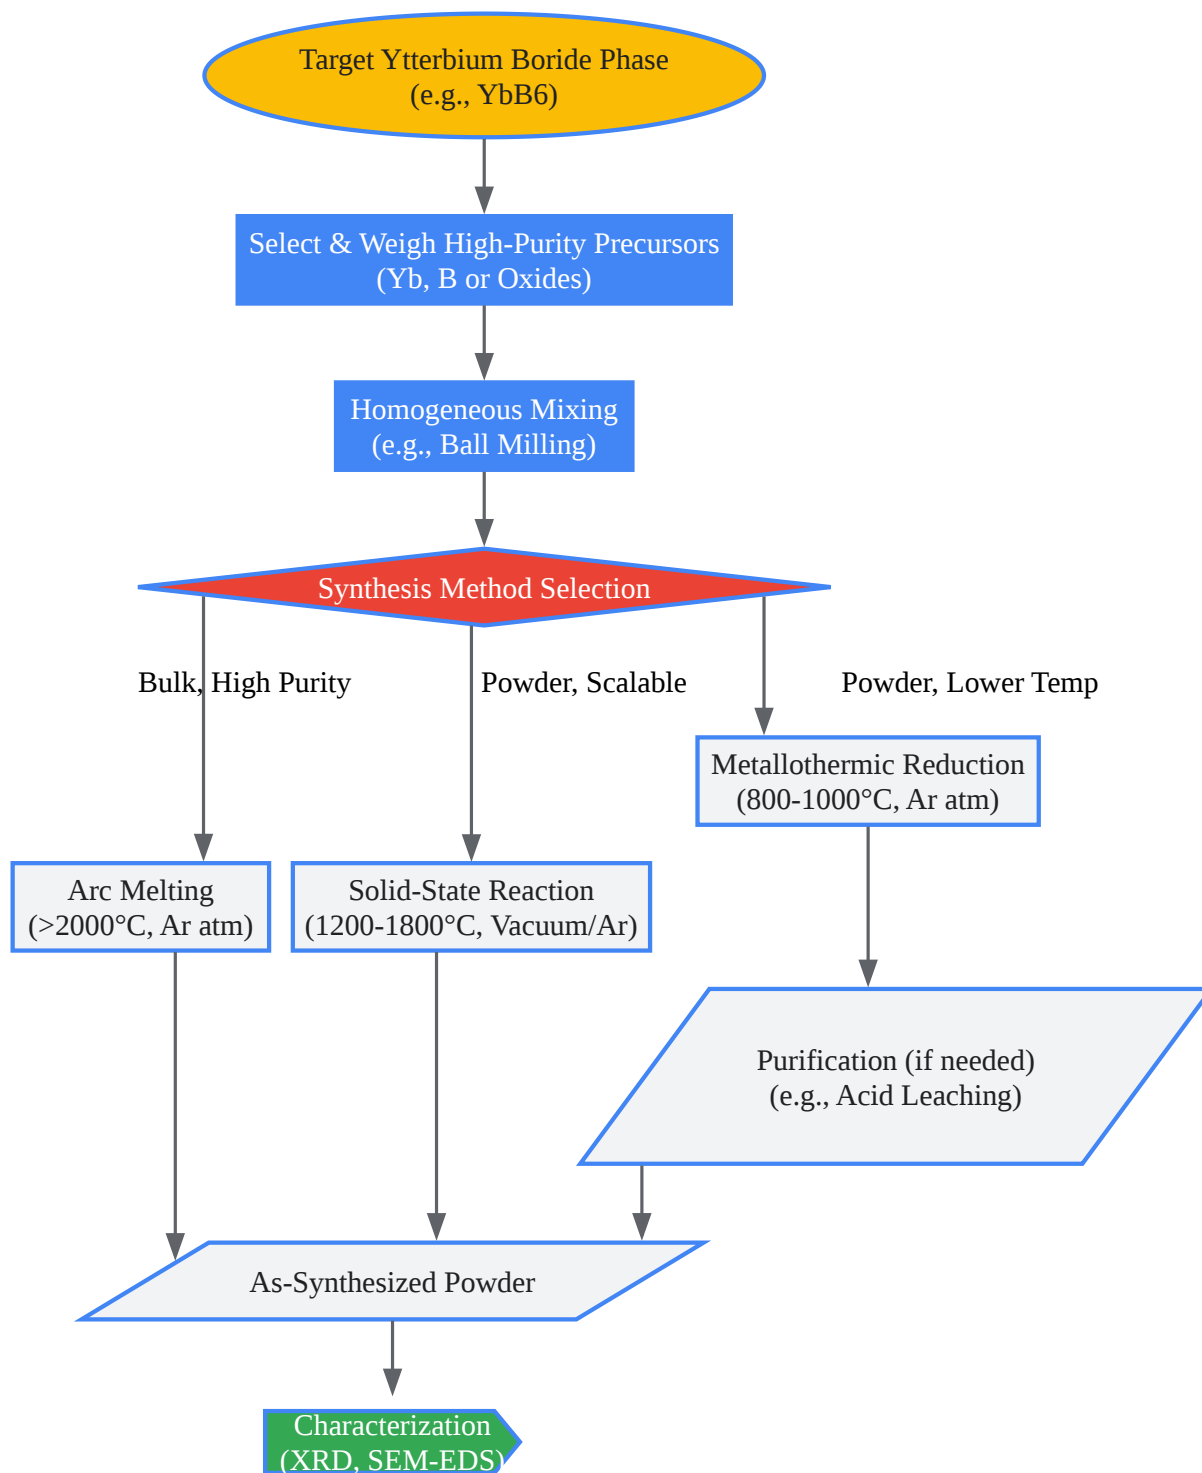 Target Ytterbium Boride Phase
(e.g., YbB6)
Select & Weigh High-Purity Precursors
(Yb, B or Oxides)
Homogeneous Mixing
(e.g., Ball Milling)
Synthesis Method Selection
Bulk, High Purity
Powder, Scalable
Powder, Lower Temp
Metallothermic Reduction
(800-1000°C, Ar atm)
Arc Melting
(>2000°C, Ar atm)
Solid-State Reaction
(1200-1800°C, Vacuum/Ar)
Purification (if needed)
(e.g., Acid Leaching)
As-Synthesized Powder
Characterization
(XRD, SEM-EDS)